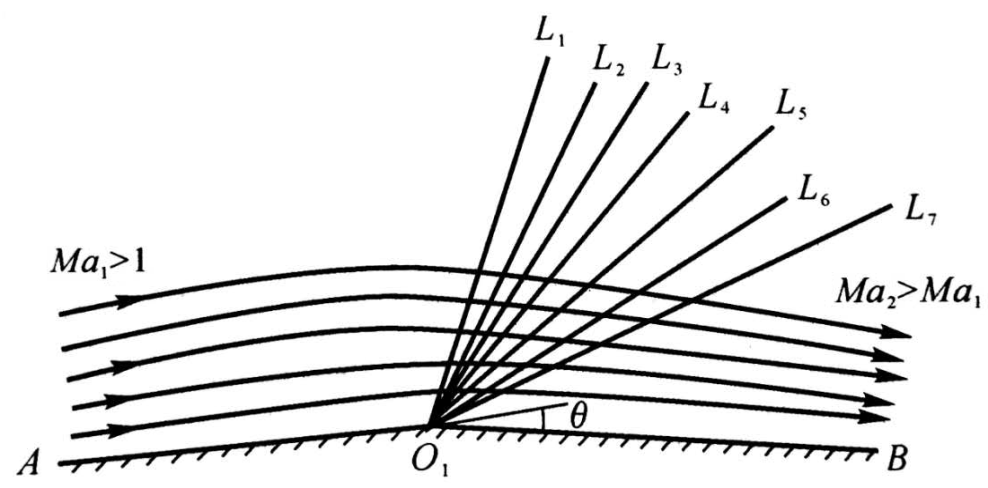 L₁
L₂
L₃
L₄
L₅
L₆
L₇
Ma₁>1
Ma₂>Ma₁
θ
A
O₁
B